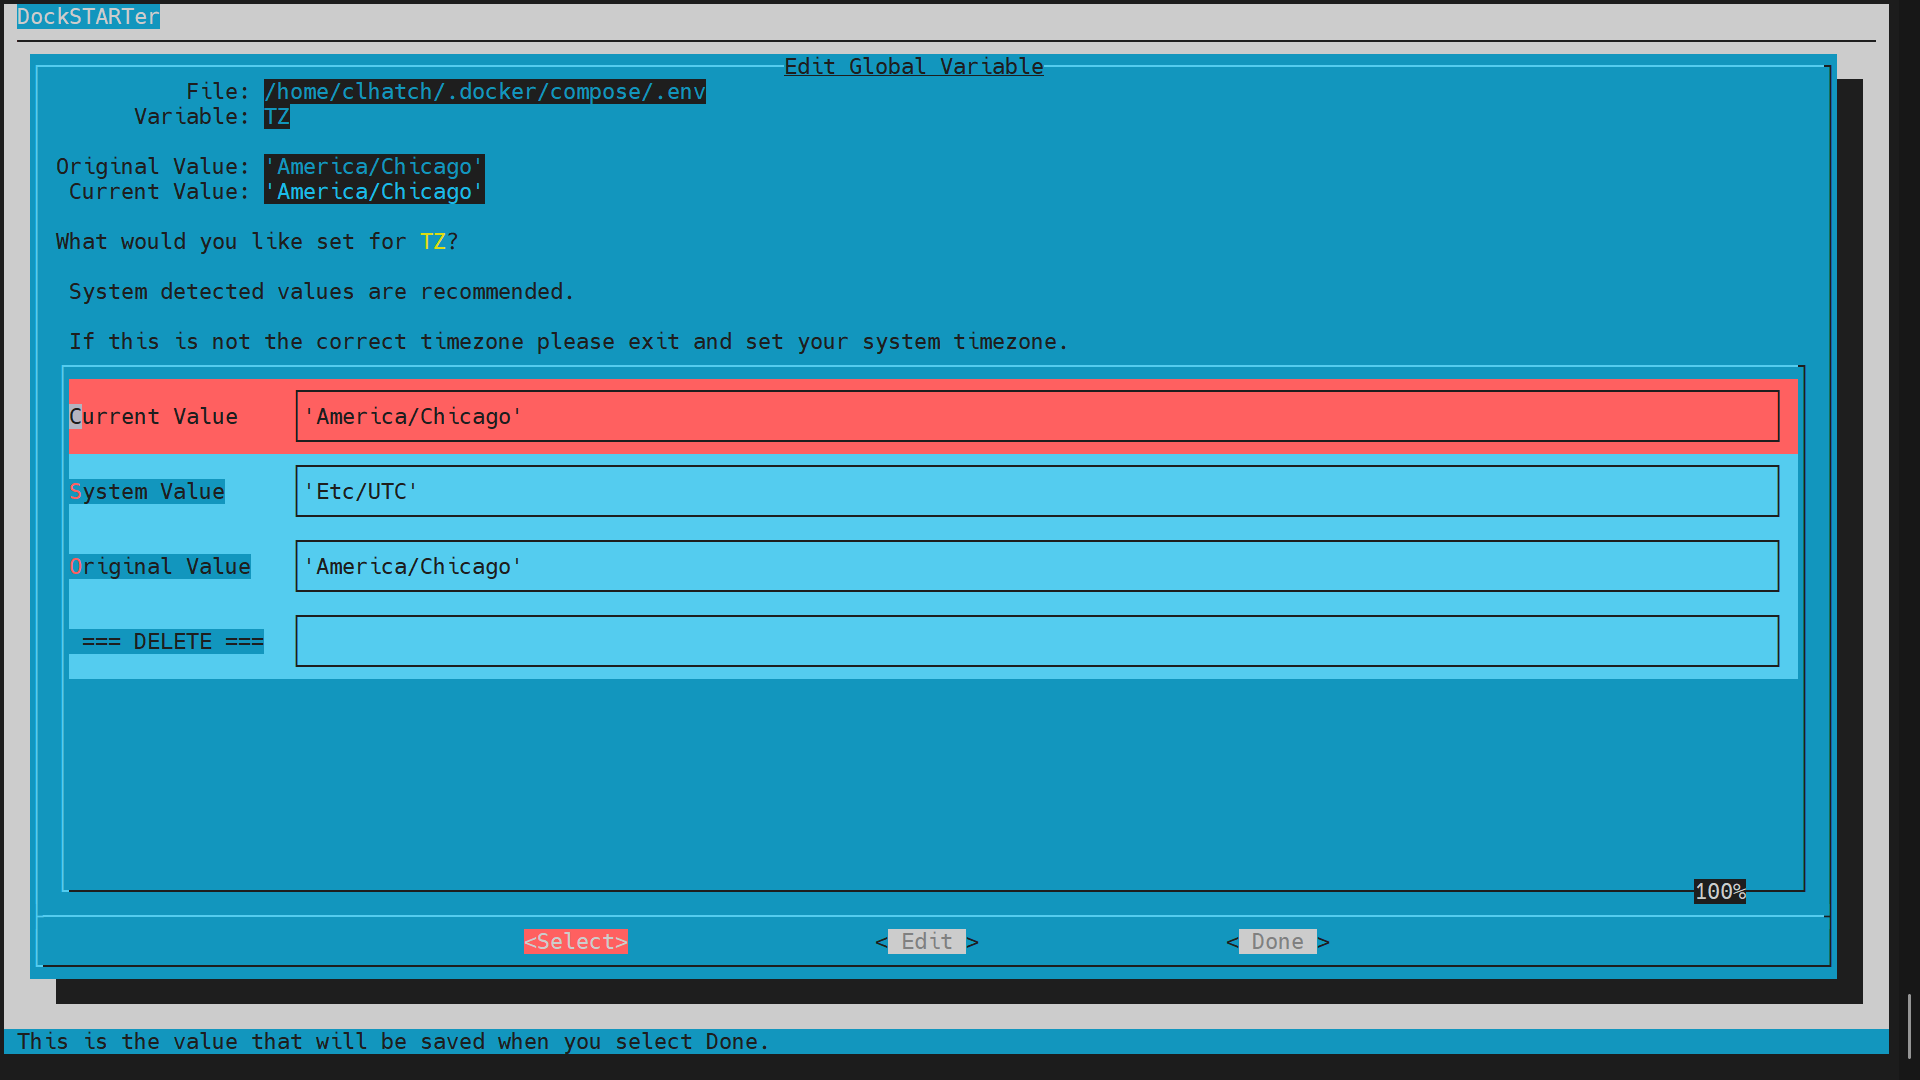 DockSTARTer
Edit Global Variable
File: /home/clhatch/.docker/compose/.env
Variable: TZ
Original Value: 'America/Chicago'
Current Value: 'America/Chicago'
What would you like set for TZ?
System detected values are recommended.
If this is not the correct timezone please exit and set your system timezone.
Current Value 'America/Chicago'
System Value 'Etc/UTC'
Original Value 'America/Chicago'
=== DELETE ===
100%
<Select> < Edit > < Done >
This is the value that will be saved when you select Done.